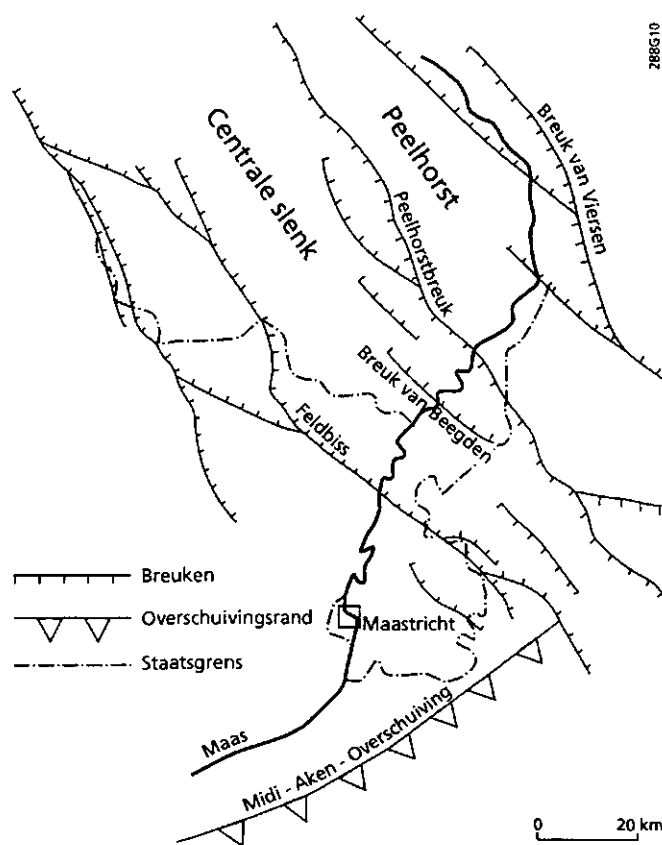 288G10
Centrale slenk
Peelhorst
Breuk van Viersen
Peelhorstbreuk
Breuk van Beegden
Feldbiss
Breuken
Overschuivingsrand
Staatsgrens
Maastricht
Maas
Midi - Aken - Overschuiving
0 20 km